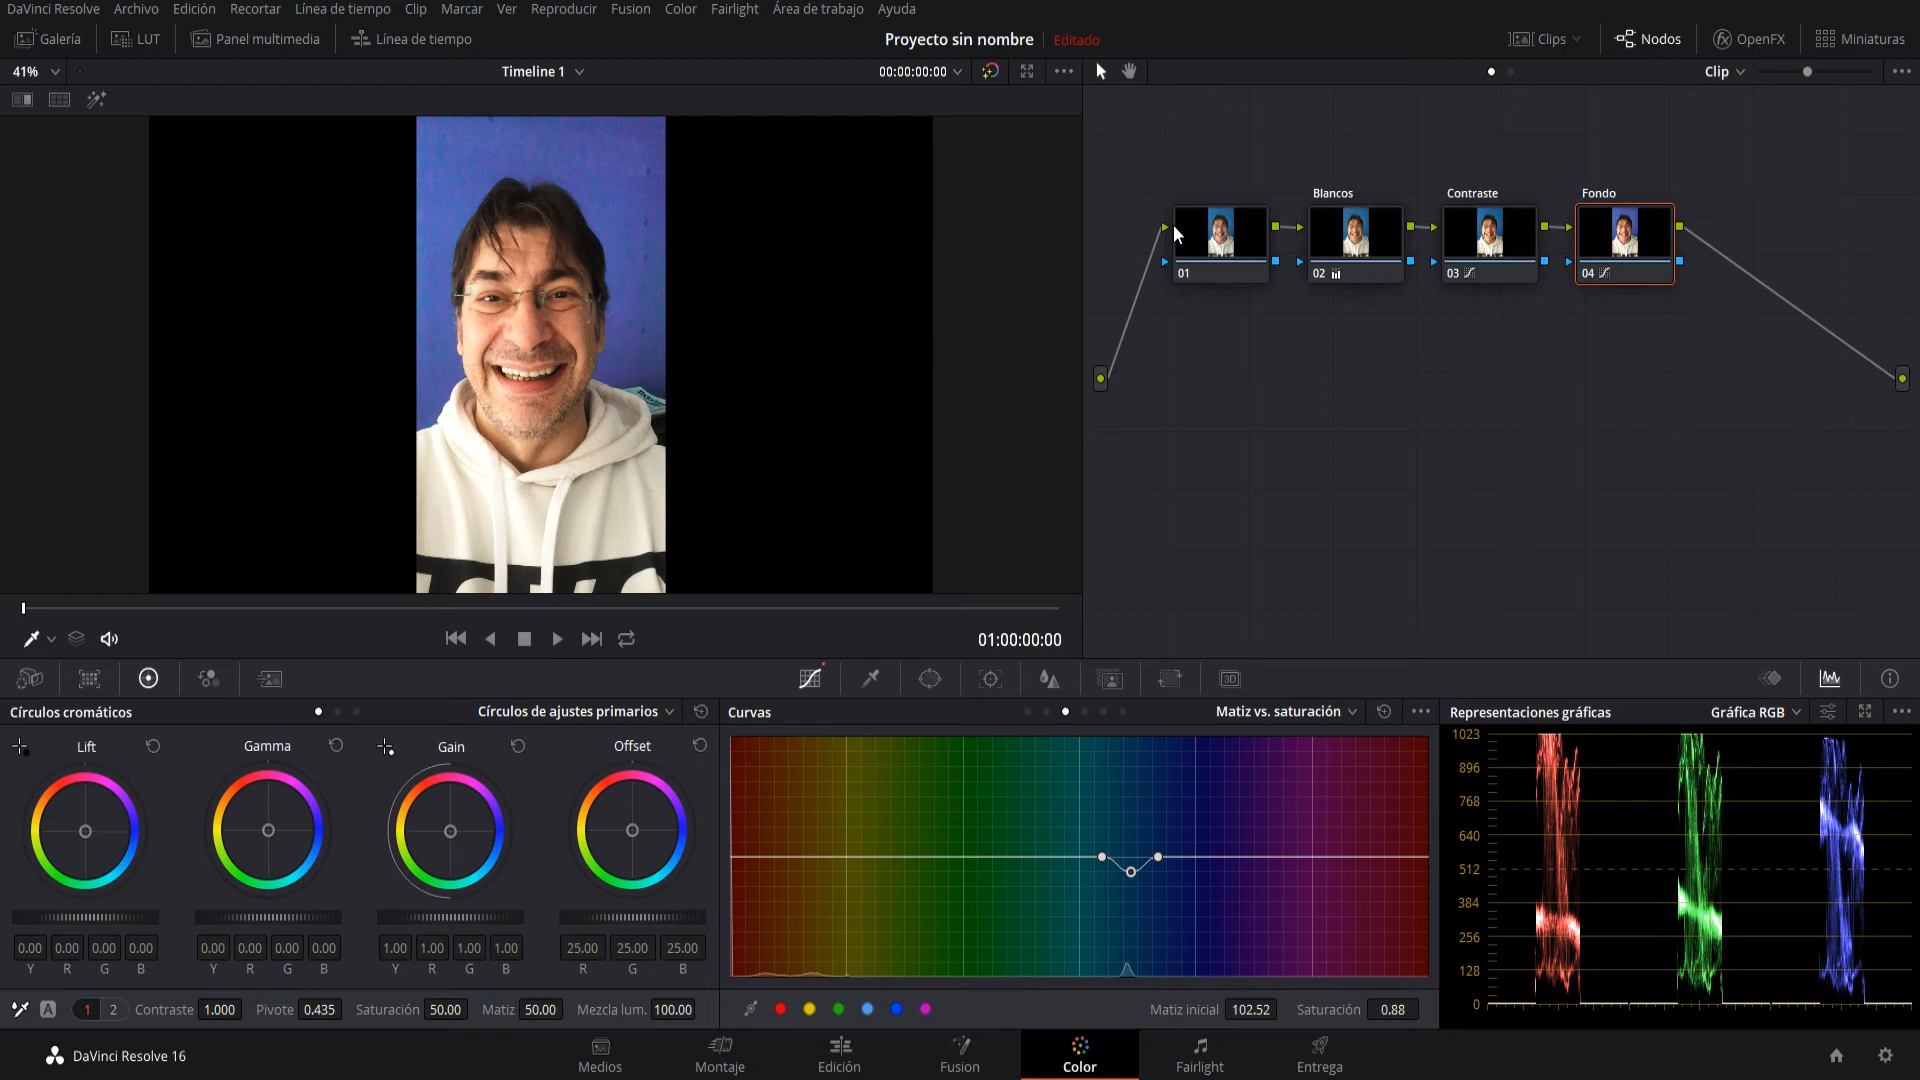 DaVinci Resolve Archivo Edición Recortar Línea de tiempo Clip Marcar Ver Reproducir Fusion Color Fairlight Área de trabajo Ayuda
Galería LUT Panel multimedia Línea de tiempo Proyecto sin nombre Editado Clips Nodos OpenFX Miniaturas
41% Timeline 1 00:00:00:00 Clip
Blancos Contraste Fondo
01 02 03 04
01:00:00:00
3D
Círculos cromáticos Círculos de ajustes primarios Curvas Matiz vs. saturación Representaciones gráficas Gráfica RGB
Lift Gamma Gain Offset
1023
896
768
640
512
384
256
128
0
0.00 0.00 0.00 0.00 0.00 0.00 0.00 0.00 1.00 1.00 1.00 1.00 25.00 25.00 25.00
Y R G B Y R G B Y R G B R G B
A 1 2 Contraste 1.000 Pivote 0.435 Saturación 50.00 Matiz 50.00 Mezcla lum. 100.00 Matiz inicial 102.52 Saturación 0.88
DaVinci Resolve 16 Medios Montaje Edición Fusion Color Fairlight Entrega